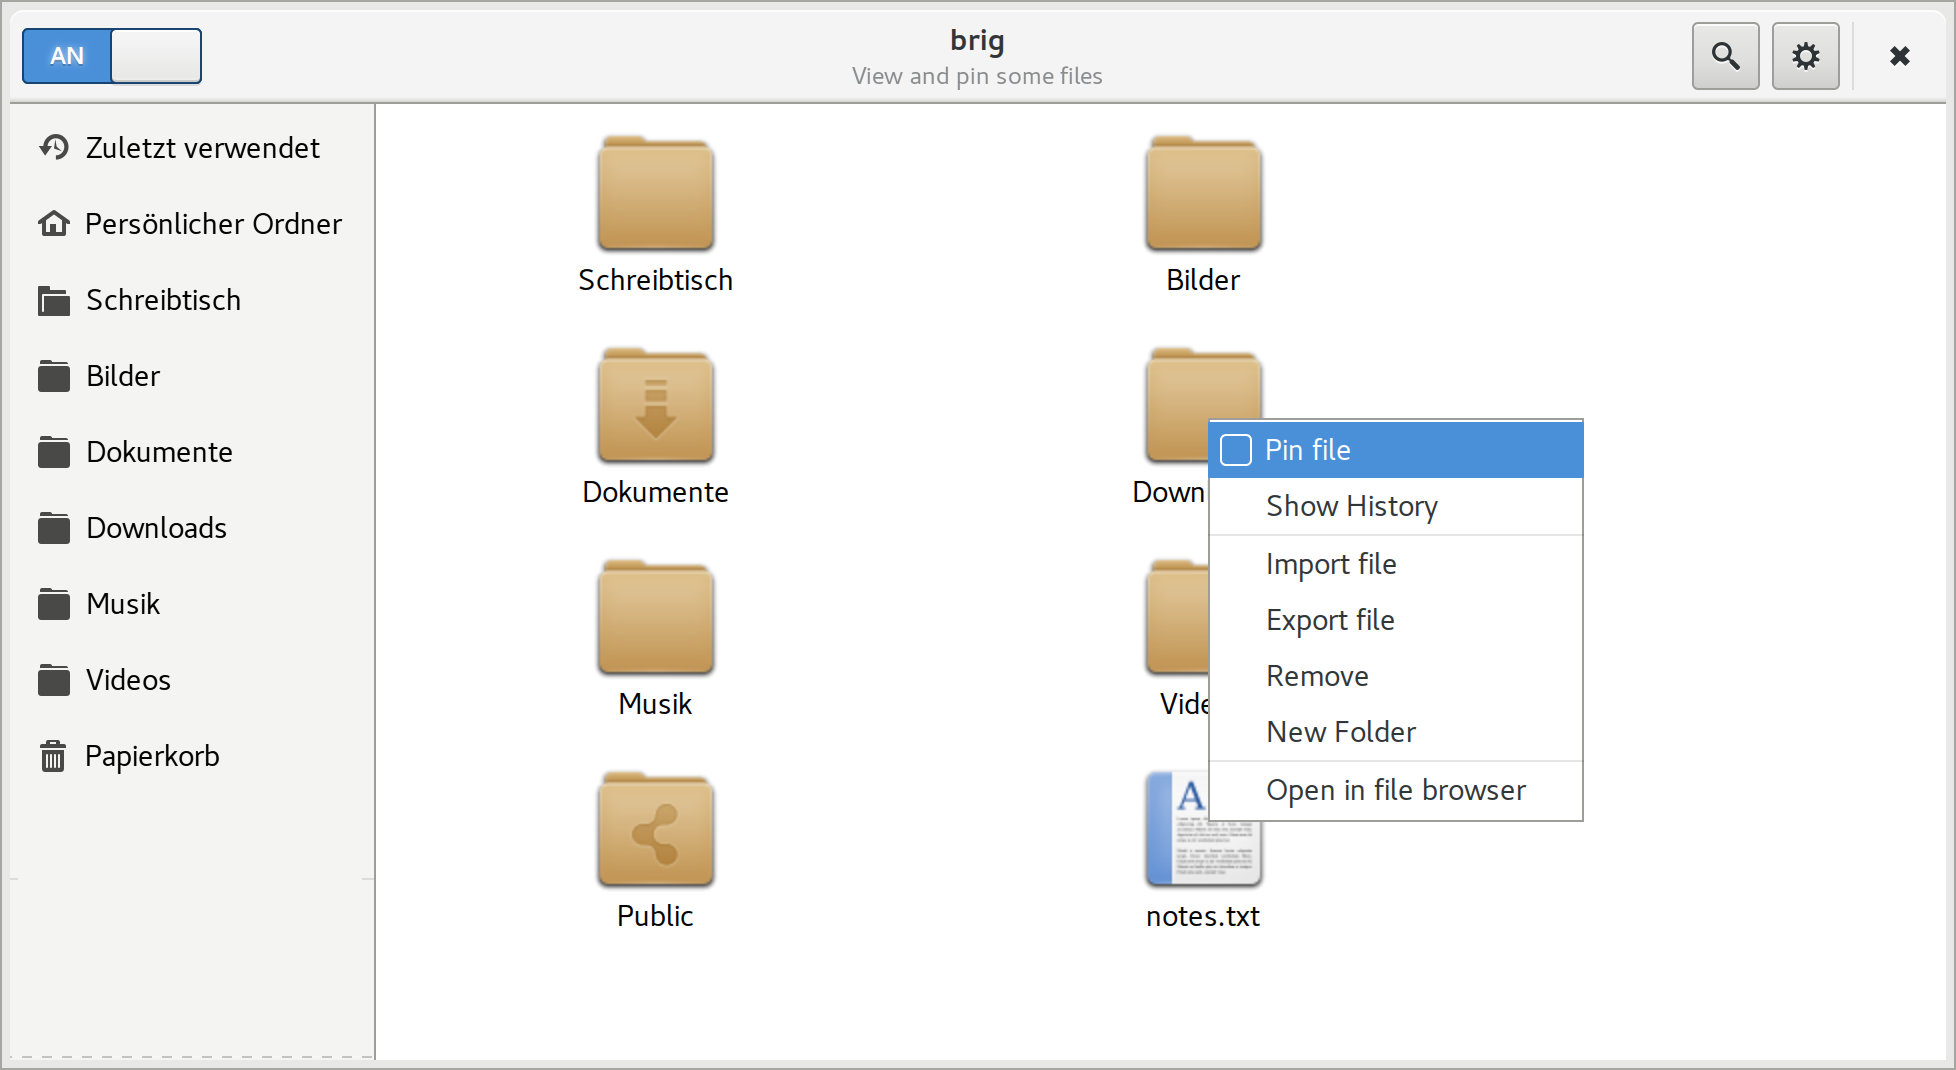 AN
brig
View and pin some files
Zuletzt verwendet
Persönlicher Ordner
Schreibtisch
Bilder
Dokumente
Downloads
Musik
Videos
Papierkorb
Schreibtisch
Bilder
Dokumente
Down
Musik
Vide
Public
A
notes.txt
Pin file
Show History
Import file
Export file
Remove
New Folder
Open in file browser